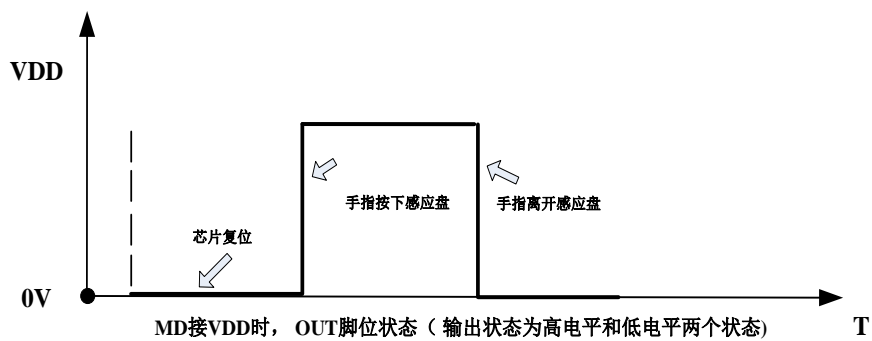 VDD
手指按下感应盘
手指离开感应盘
芯片复位
0V
MD接VDD时， OUT脚位状态（ 输出状态为高电平和低电平两个状态)
T